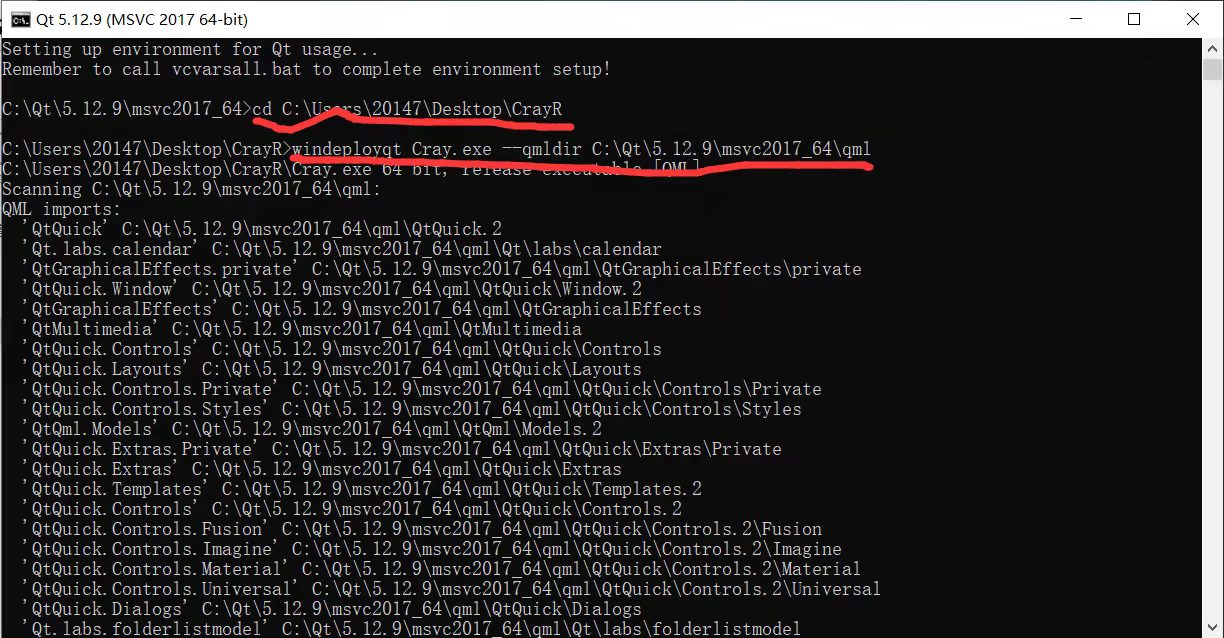 Qt 5.12.9 (MSVC 2017 64-bit)
Setting up environment for Qt usage...
Remember to call vcvarsall.bat to complete environment setup!
C:\Qt\5.12.9\msvc2017_64>cd C:\Users\20147\Desktop\CrayR
C:\Users\20147\Desktop\CrayR>windeployqt Cray.exe --qmldir C:\Qt\5.12.9\msvc2017_64\qml
C:\Users\20147\Desktop\CrayR\Cray.exe 64 bit, release executable [QML]
Scanning C:\Qt\5.12.9\msvc2017_64\qml:
QML imports:
'QtQuick' C:\Qt\5.12.9\msvc2017_64\qml\QtQuick.2
'Qt.labs.calendar' C:\Qt\5.12.9\msvc2017_64\qml\Qt\labs\calendar
'QtGraphicalEffects.private' C:\Qt\5.12.9\msvc2017_64\qml\QtGraphicalEffects\private
'QtQuick.Window' C:\Qt\5.12.9\msvc2017_64\qml\QtQuick\Window.2
'QtGraphicalEffects' C:\Qt\5.12.9\msvc2017_64\qml\QtGraphicalEffects
'QtMultimedia' C:\Qt\5.12.9\msvc2017_64\qml\QtMultimedia
'QtQuick.Controls' C:\Qt\5.12.9\msvc2017_64\qml\QtQuick\Controls
'QtQuick.Layouts' C:\Qt\5.12.9\msvc2017_64\qml\QtQuick\Layouts
'QtQuick.Controls.Private' C:\Qt\5.12.9\msvc2017_64\qml\QtQuick\Controls\Private
'QtQuick.Controls.Styles' C:\Qt\5.12.9\msvc2017_64\qml\QtQuick\Controls\Styles
'QtQml.Models' C:\Qt\5.12.9\msvc2017_64\qml\QtQml\Models.2
'QtQuick.Extras.Private' C:\Qt\5.12.9\msvc2017_64\qml\QtQuick\Extras\Private
'QtQuick.Extras' C:\Qt\5.12.9\msvc2017_64\qml\QtQuick\Extras
'QtQuick.Templates' C:\Qt\5.12.9\msvc2017_64\qml\QtQuick\Templates.2
'QtQuick.Controls' C:\Qt\5.12.9\msvc2017_64\qml\QtQuick\Controls.2
'QtQuick.Controls.Fusion' C:\Qt\5.12.9\msvc2017_64\qml\QtQuick\Controls.2\Fusion
'QtQuick.Controls.Imagine' C:\Qt\5.12.9\msvc2017_64\qml\QtQuick\Controls.2\Imagine
'QtQuick.Controls.Material' C:\Qt\5.12.9\msvc2017_64\qml\QtQuick\Controls.2\Material
'QtQuick.Controls.Universal' C:\Qt\5.12.9\msvc2017_64\qml\QtQuick\Controls.2\Universal
'QtQuick.Dialogs' C:\Qt\5.12.9\msvc2017_64\qml\QtQuick\Dialogs
'Qt.labs.folderlistmodel' C:\Qt\5.12.9\msvc2017_64\qml\Qt\labs\folderlistmodel